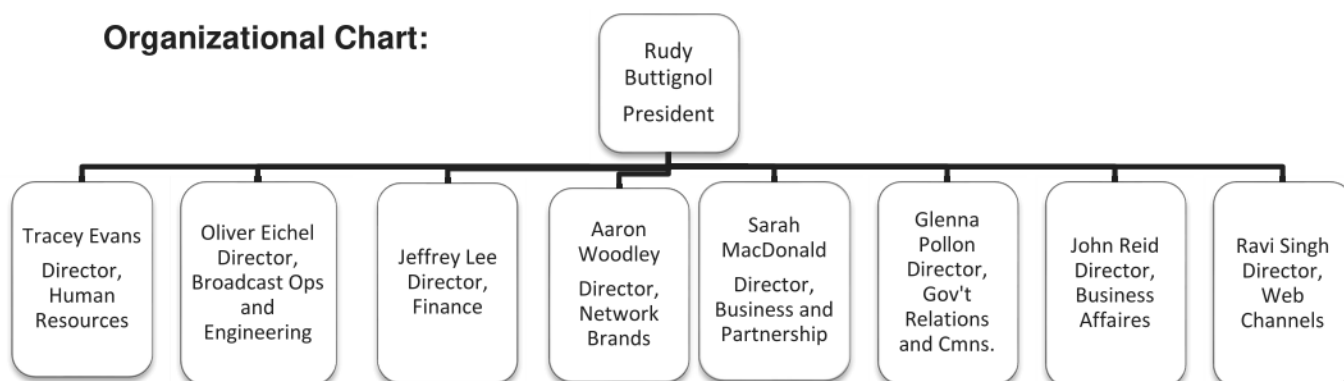 Organizational Chart:
Rudy
Buttignol
President
Tracey Evans
Director,
Human
Resources
Oliver Eichel
Director,
Broadcast Ops
and
Engineering
Jeffrey Lee
Director,
Finance
Aaron
Woodley
Director,
Network
Brands
Sarah
MacDonald
Director,
Business and
Partnership
Glenna
Pollon
Director,
Gov't
Relations
and Cmns.
John Reid
Director,
Business
Affaires
Ravi Singh
Director,
Web
Channels